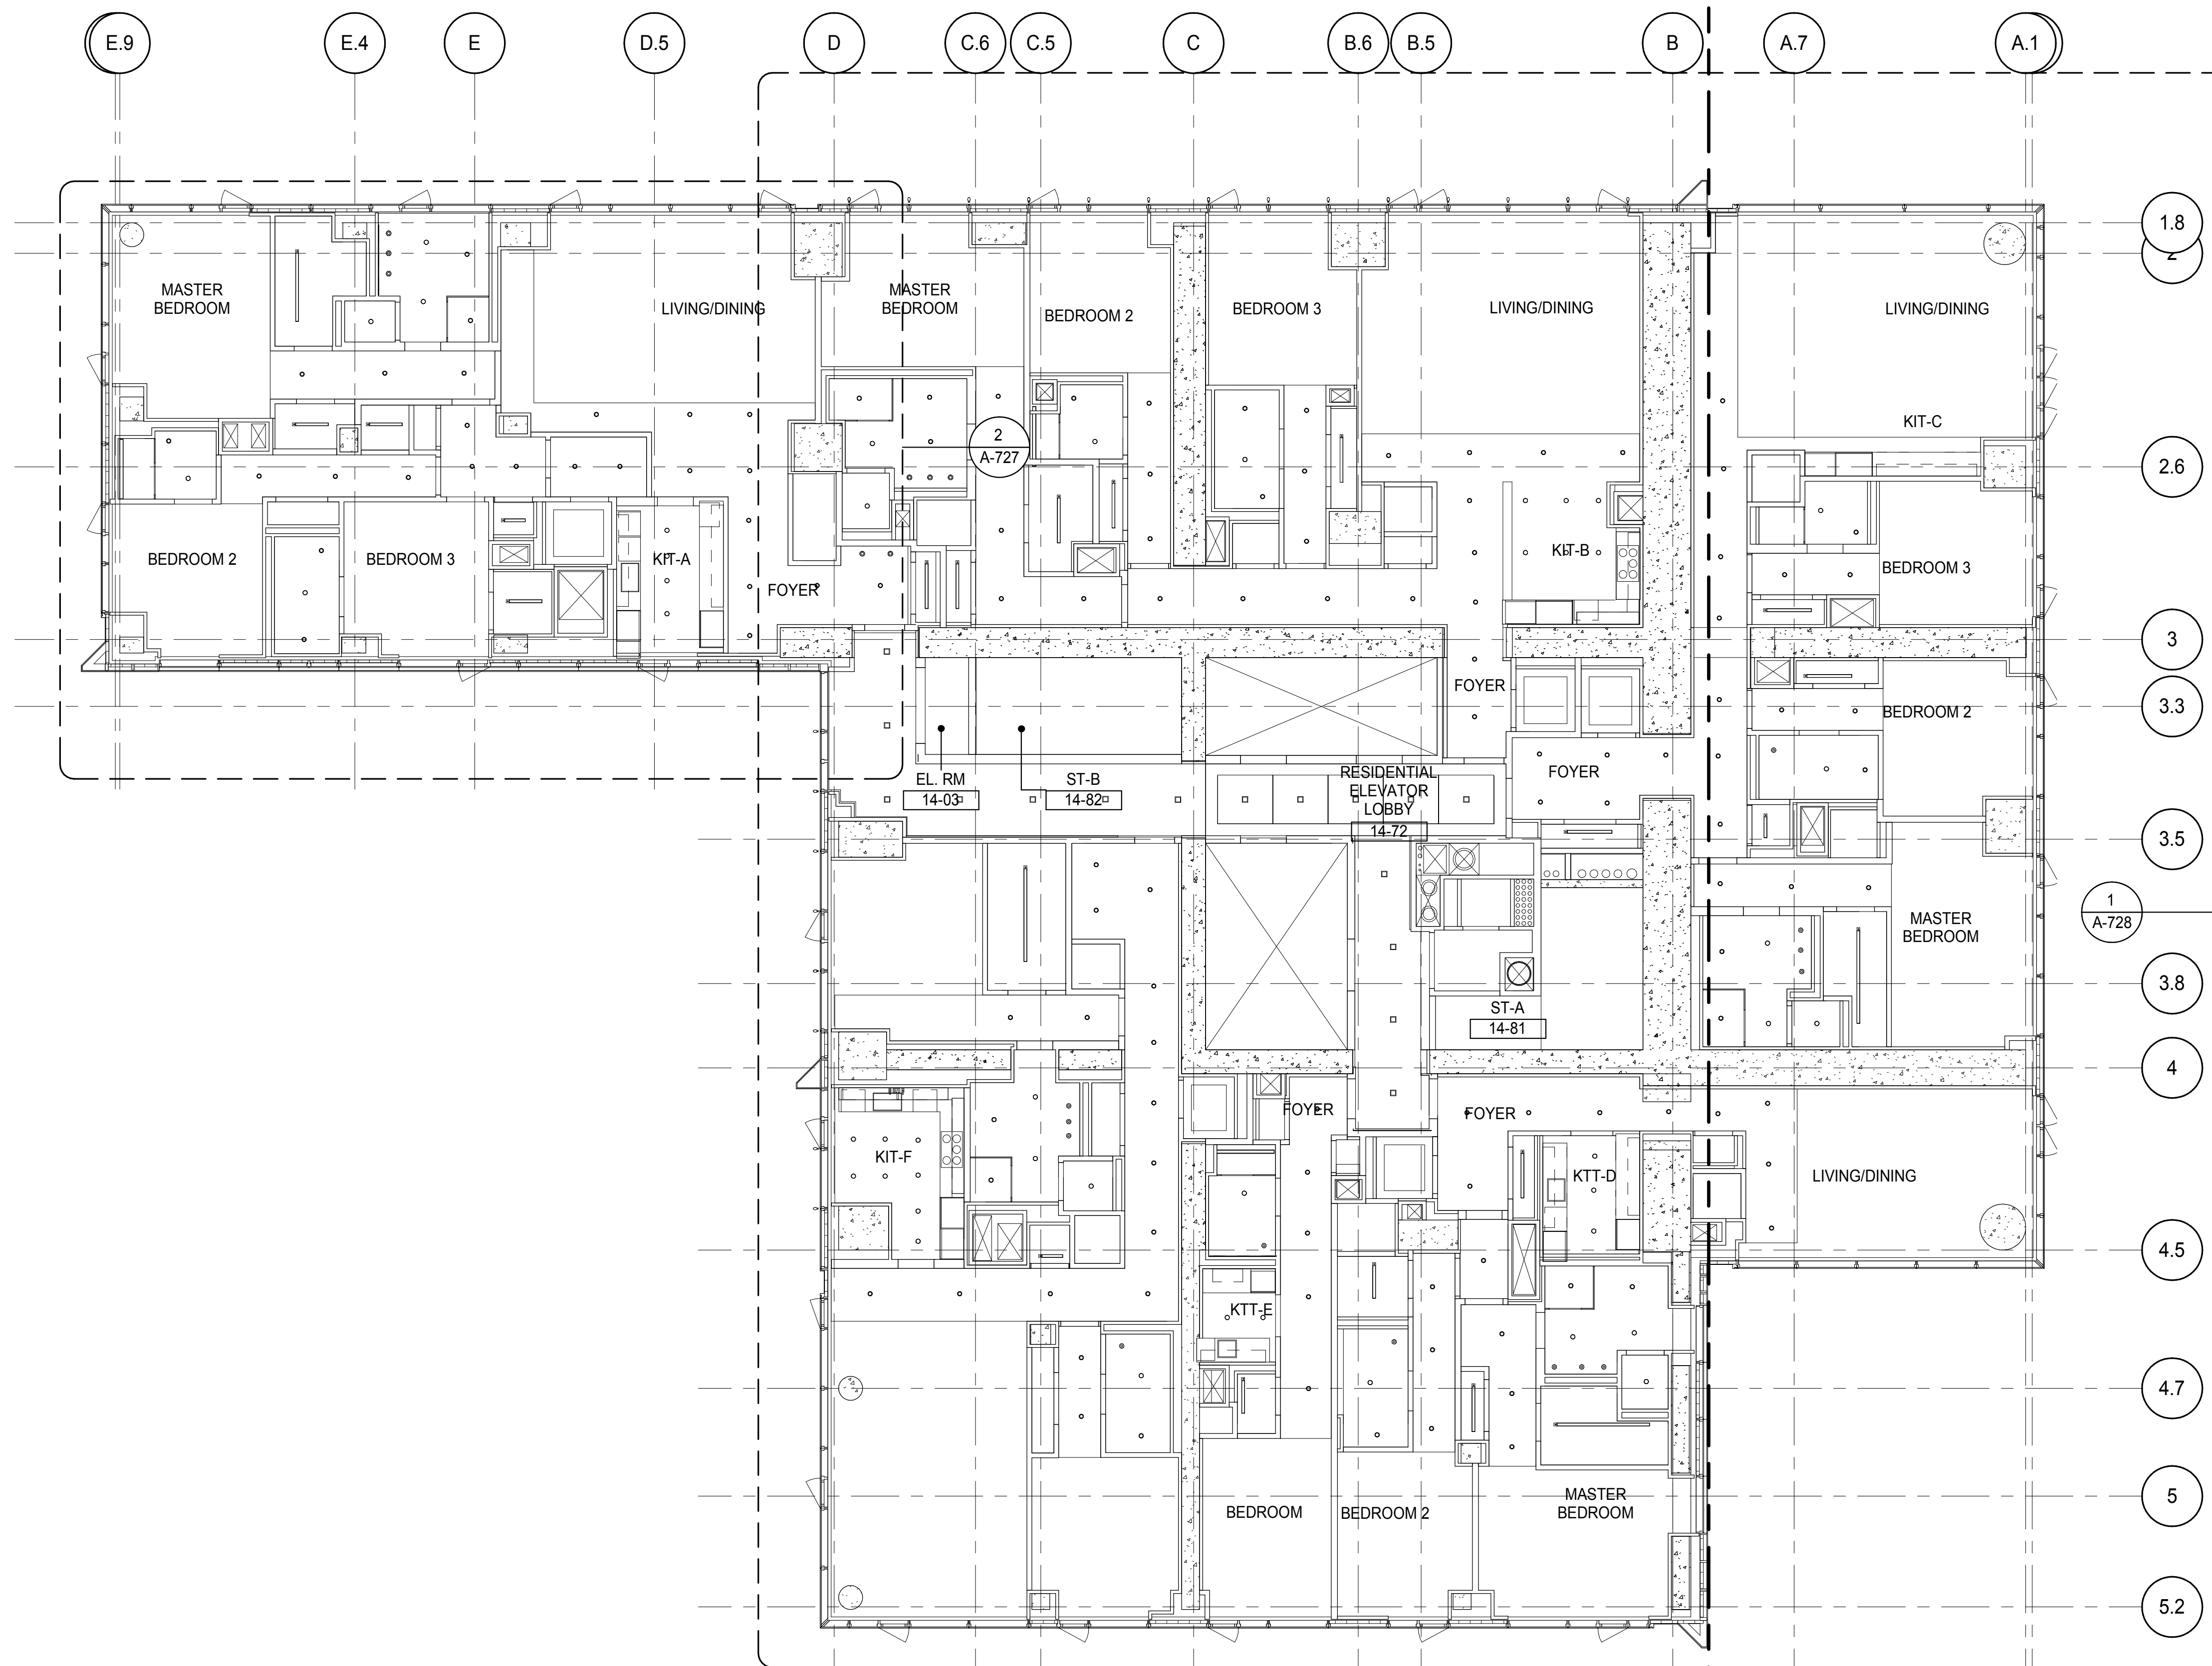 E.9
E.4
E
D.5
D
C.6
C.5
C
B.6
B.5
B
A.7
A.1
1.8
2
MASTER
BEDROOM
LIVING/DINING
MASTER
BEDROOM
BEDROOM 2
BEDROOM 3
LIVING/DINING
LIVING/DINING
KIT-C
2
A-727
2.6
BEDROOM 2
BEDROOM 3
KIT-A
FOYER
KIT-B
BEDROOM 3
3
FOYER
BEDROOM 2
3.3
EL. RM
14-03
ST-B
14-82
RESIDENTIAL
ELEVATOR
LOBBY
14-72
FOYER
3.5
MASTER
BEDROOM
1
A-728
ST-A
14-81
3.8
4
FOYER
FOYER
KIT-F
KTT-D
LIVING/DINING
4.5
KTT-E
4.7
BEDROOM
BEDROOM 2
MASTER
BEDROOM
5
5.2